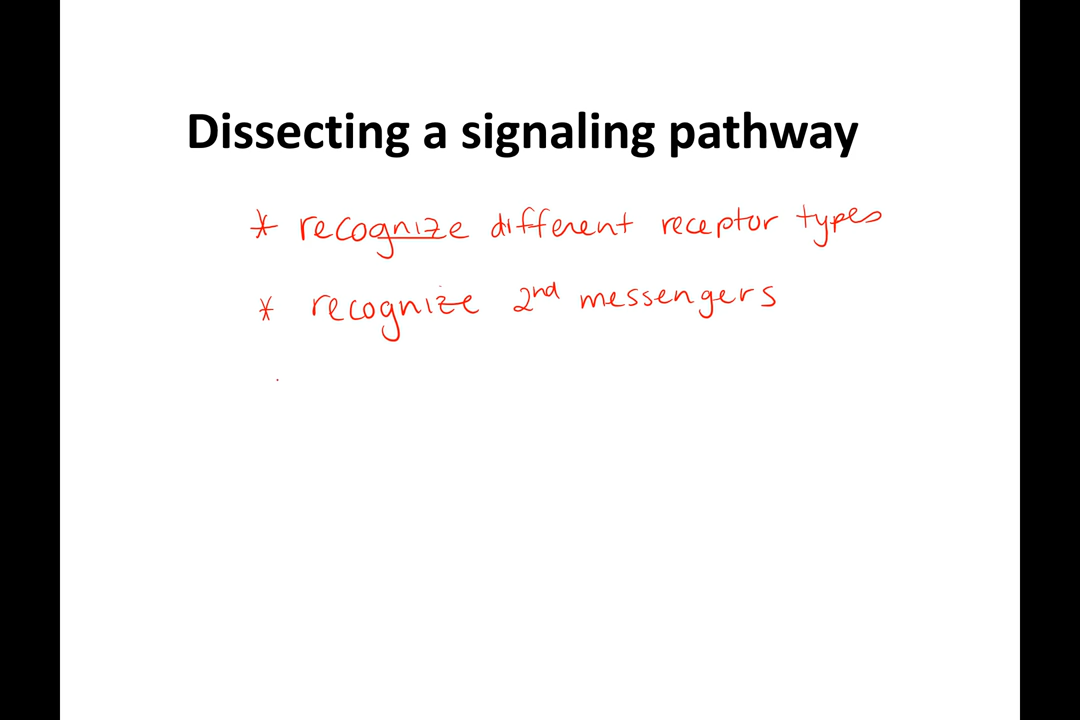 Dissecting a signaling pathway
* recognize different receptor types
* recognize 2nd messengers